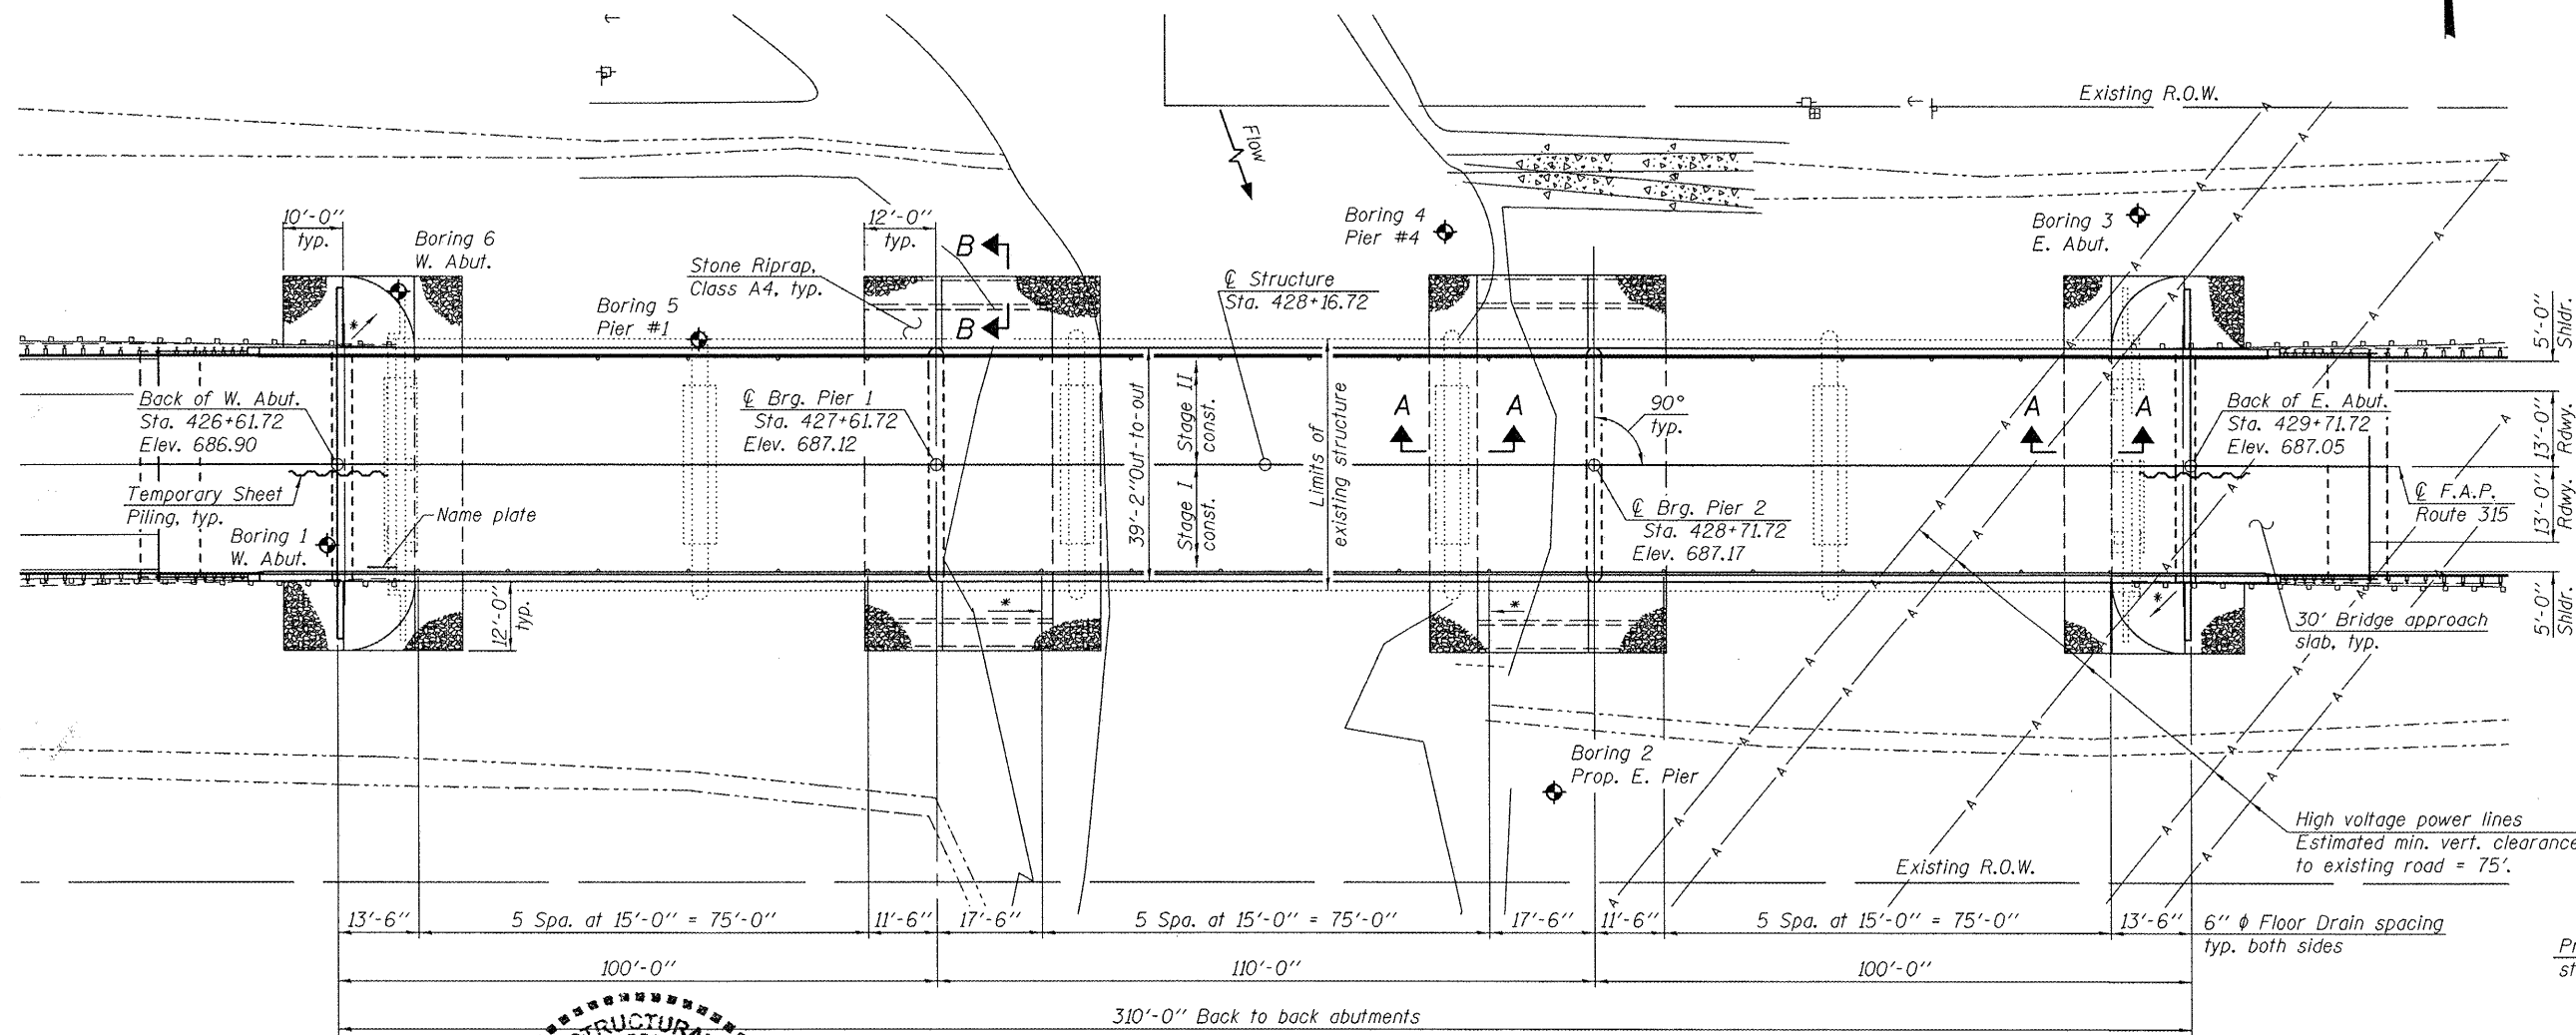 Existing R.O.W.
Flow
10'-0"
typ.
Boring 6
W. Abut.
12'-0"
typ.
B
B
Stone Riprap,
Class A4, typ.
Boring 5
Pier #1
℄ Structure
Sta. 428+16.72
Boring 4
Pier #4
Boring 3
E. Abut.
5'-0"
Shldr.
*
Back of W. Abut.
Sta. 426+61.72
Elev. 686.90
℄ Brg. Pier 1
Sta. 427+61.72
Elev. 687.12
39'-2" Out-to-out
Stage II
const.
Stage I
const.
Limits of
existing structure
A
A
90°
typ.
A
A
Back of E. Abut.
Sta. 429+71.72
Elev. 687.05
13'-0"
Rdwy.
13'-0"
Rdwy.
Temporary Sheet
Piling, typ.
Name plate
Boring 1
W. Abut.
℄ Brg. Pier 2
Sta. 428+71.72
Elev. 687.17
℄ F.A.P.
Route 315
5'-0"
Shldr.
12'-0"
typ.
*
*
*
30' Bridge approach
slab, typ.
Boring 2
Prop. E. Pier
High voltage power lines
Estimated min. vert. clearance
to existing road = 75'.
Existing R.O.W.
13'-6"
5 Spa. at 15'-0" = 75'-0"
11'-6"
17'-6"
5 Spa. at 15'-0" = 75'-0"
17'-6"
11'-6"
5 Spa. at 15'-0" = 75'-0"
13'-6"
6" ϕ Floor Drain spacing
typ. both sides
100'-0"
110'-0"
100'-0"
310'-0" Back to back abutments
STRUCTURAL